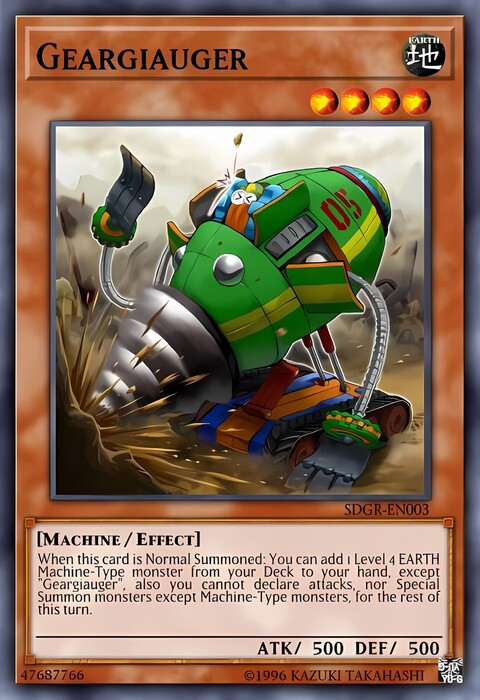 GEARGIAUGER
EARTH
地
05
SDGR-EN003
[MACHINE / EFFECT]
When this card is Normal Summoned: You can add 1 Level 4 EARTH
Machine-Type monster from your Deck to your hand, except
"Geargiauger", also you cannot declare attacks, nor Special
Summon monsters except Machine-Type monsters, for the rest of
this turn.
ATK/ 500 DEF/ 500
47687766
©1996 KAZUKI TAKAHASHI